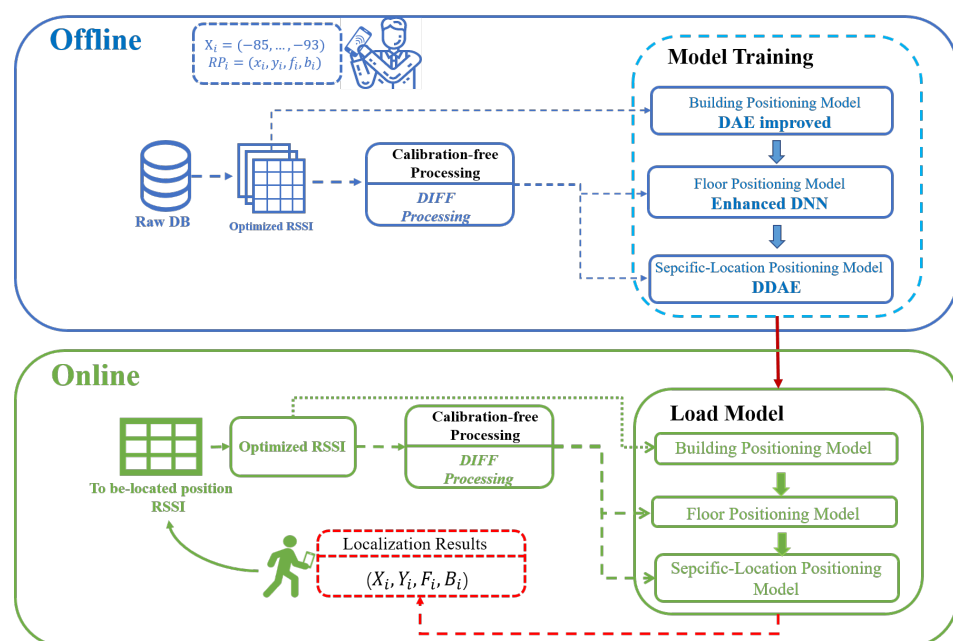 Offline
X_i = (−85, ..., −93)
RP_i = (x_i, y_i, f_i, b_i)
Model Training
Building Positioning Model
DAE improved
Calibration-free
Processing
DIFF
Processing
Floor Positioning Model
Enhanced DNN
Raw DB
Optimized RSSI
Sepcific-Location Positioning Model
DDAE
Online
Load Model
Calibration-free
Processing
DIFF
Processing
Optimized RSSI
Building Positioning Model
To be-located position
RSSI
Floor Positioning Model
Localization Results
(X_i, Y_i, F_i, B_i)
Sepcific-Location Positioning
Model